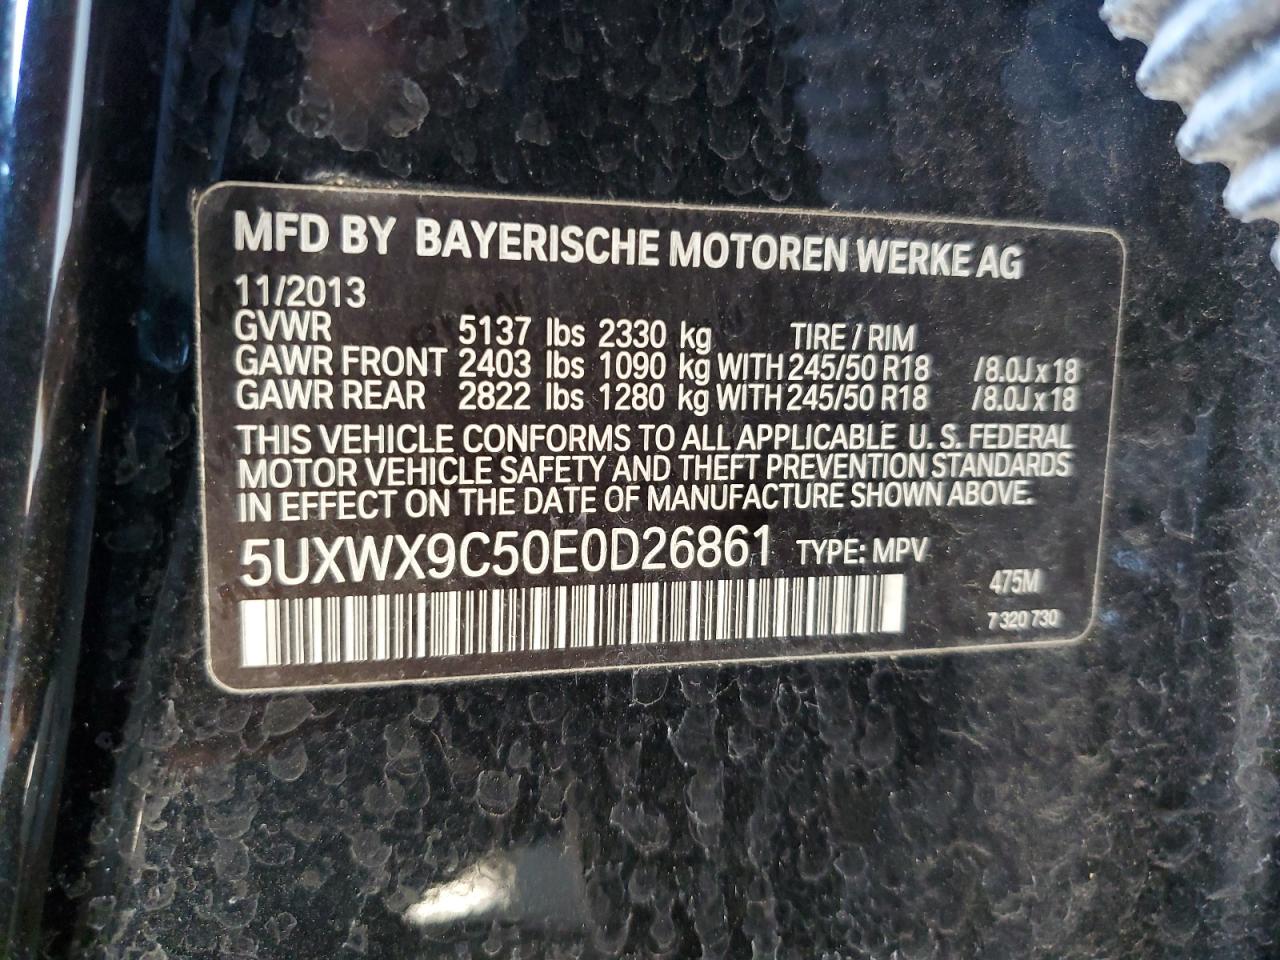 MFD BY BAYERISCHE MOTOREN WERKE AG
11/2013
GVWR 5137 lbs 2330 kg TIRE / RIM
GAWR FRONT 2403 lbs 1090 kg WITH 245/50 R18 /8.0J x 18
GAWR REAR 2822 lbs 1280 kg WITH 245/50 R18 /8.0J x 18
THIS VEHICLE CONFORMS TO ALL APPLICABLE U. S. FEDERAL
MOTOR VEHICLE SAFETY AND THEFT PREVENTION STANDARDS
IN EFFECT ON THE DATE OF MANUFACTURE SHOWN ABOVE.
5UXWX9C50E0D26861 TYPE: MPV
475M
7 320 730